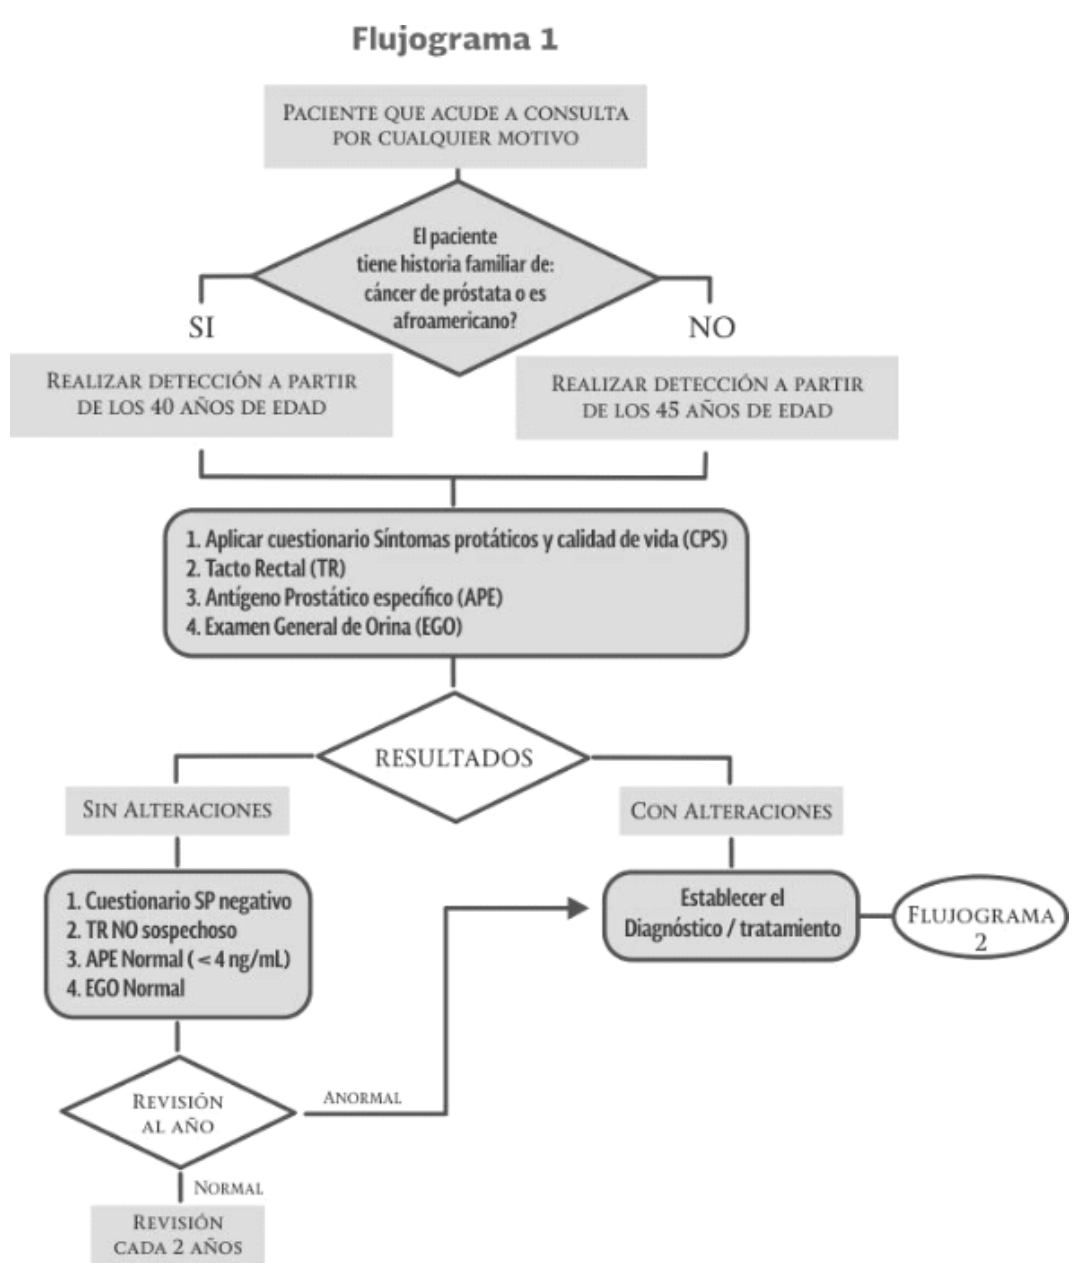 Flujograma 1
PACIENTE QUE ACUDE A CONSULTA
POR CUALQUIER MOTIVO
El paciente
tiene historia familiar de:
cáncer de próstata o es
afroamericano?
SI
NO
REALIZAR DETECCIÓN A PARTIR
DE LOS 40 AÑOS DE EDAD
REALIZAR DETECCIÓN A PARTIR
DE LOS 45 AÑOS DE EDAD
1. Aplicar cuestionario Síntomas protáticos y calidad de vida (CPS)
2. Tacto Rectal (TR)
3. Antígeno Prostático específico (APE)
4. Examen General de Orina (EGO)
RESULTADOS
SIN ALTERACIONES
CON ALTERACIONES
1. Cuestionario SP negativo
2. TR NO sospechoso
3. APE Normal ( < 4 ng/mL)
4. EGO Normal
Establecer el
Diagnóstico / tratamiento
FLUJOGRAMA
2
REVISIÓN
AL AÑO
ANORMAL
NORMAL
REVISIÓN
CADA 2 AÑOS